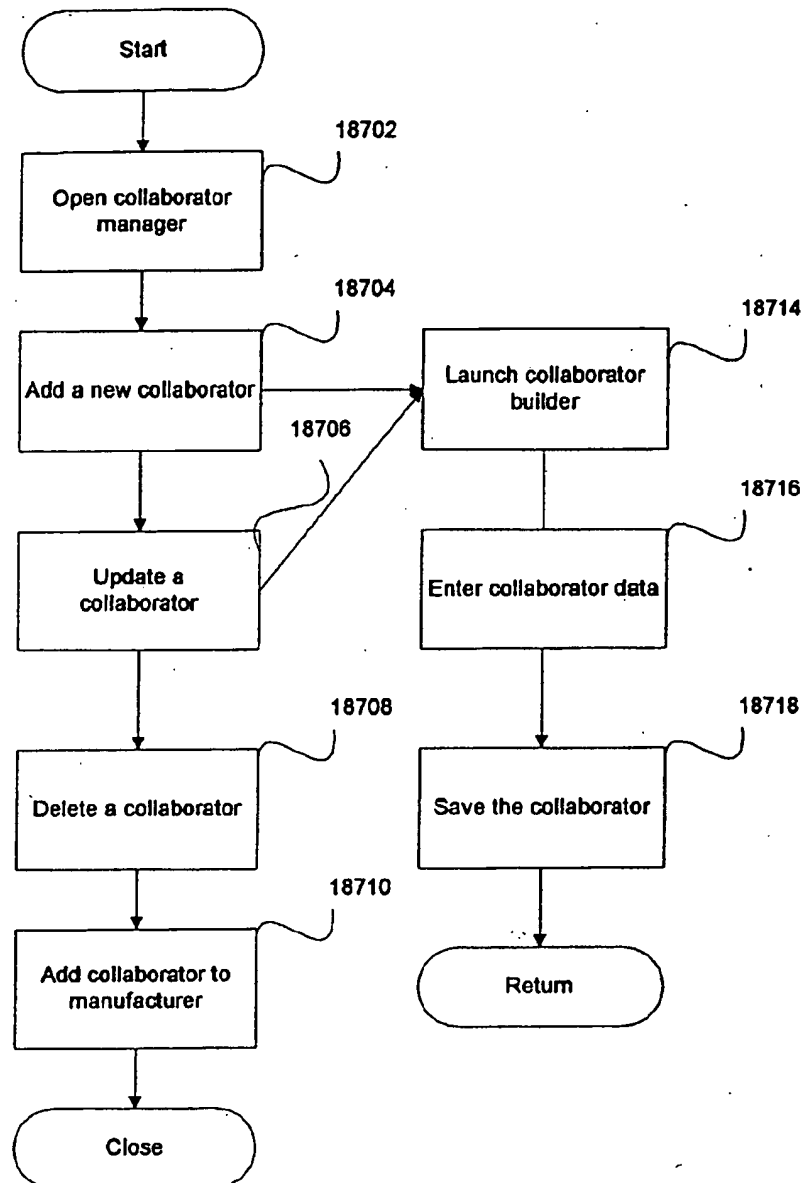 Start
18702
Open collaborator
manager
18704
Add a new collaborator
18714
Launch collaborator
builder
18706
Update a
collaborator
18716
Enter collaborator data
18708
Delete a collaborator
18718
Save the collaborator
18710
Add collaborator to
manufacturer
Return
Close